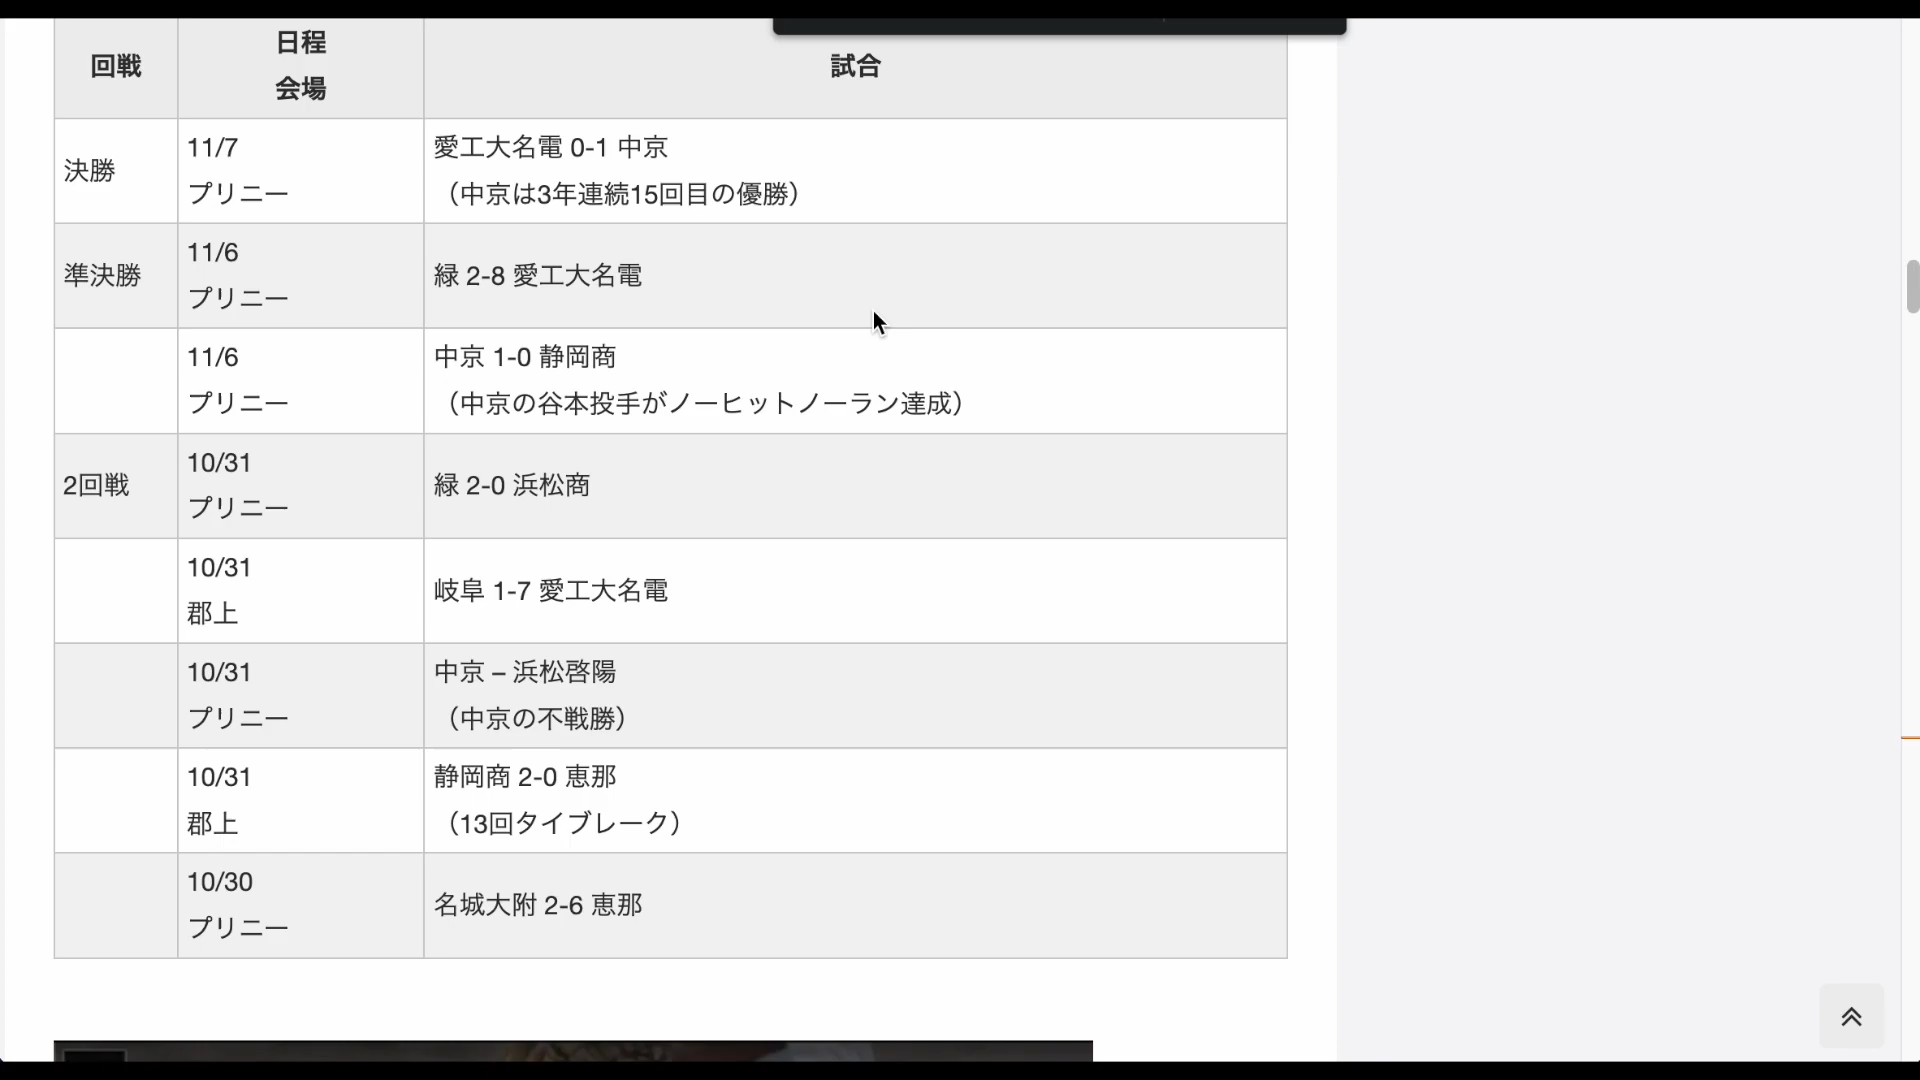 回戦
日程
会場
試合
決勝
11/7
プリニー
愛工大名電 0-1 中京
（中京は3年連続15回目の優勝）
準決勝
11/6
プリニー
緑 2-8 愛工大名電
11/6
プリニー
中京 1-0 静岡商
（中京の谷本投手がノーヒットノーラン達成）
2回戦
10/31
プリニー
緑 2-0 浜松商
10/31
郡上
岐阜 1-7 愛工大名電
10/31
プリニー
中京 – 浜松啓陽
（中京の不戦勝）
10/31
郡上
静岡商 2-0 恵那
（13回タイブレーク）
10/30
プリニー
名城大附 2-6 恵那